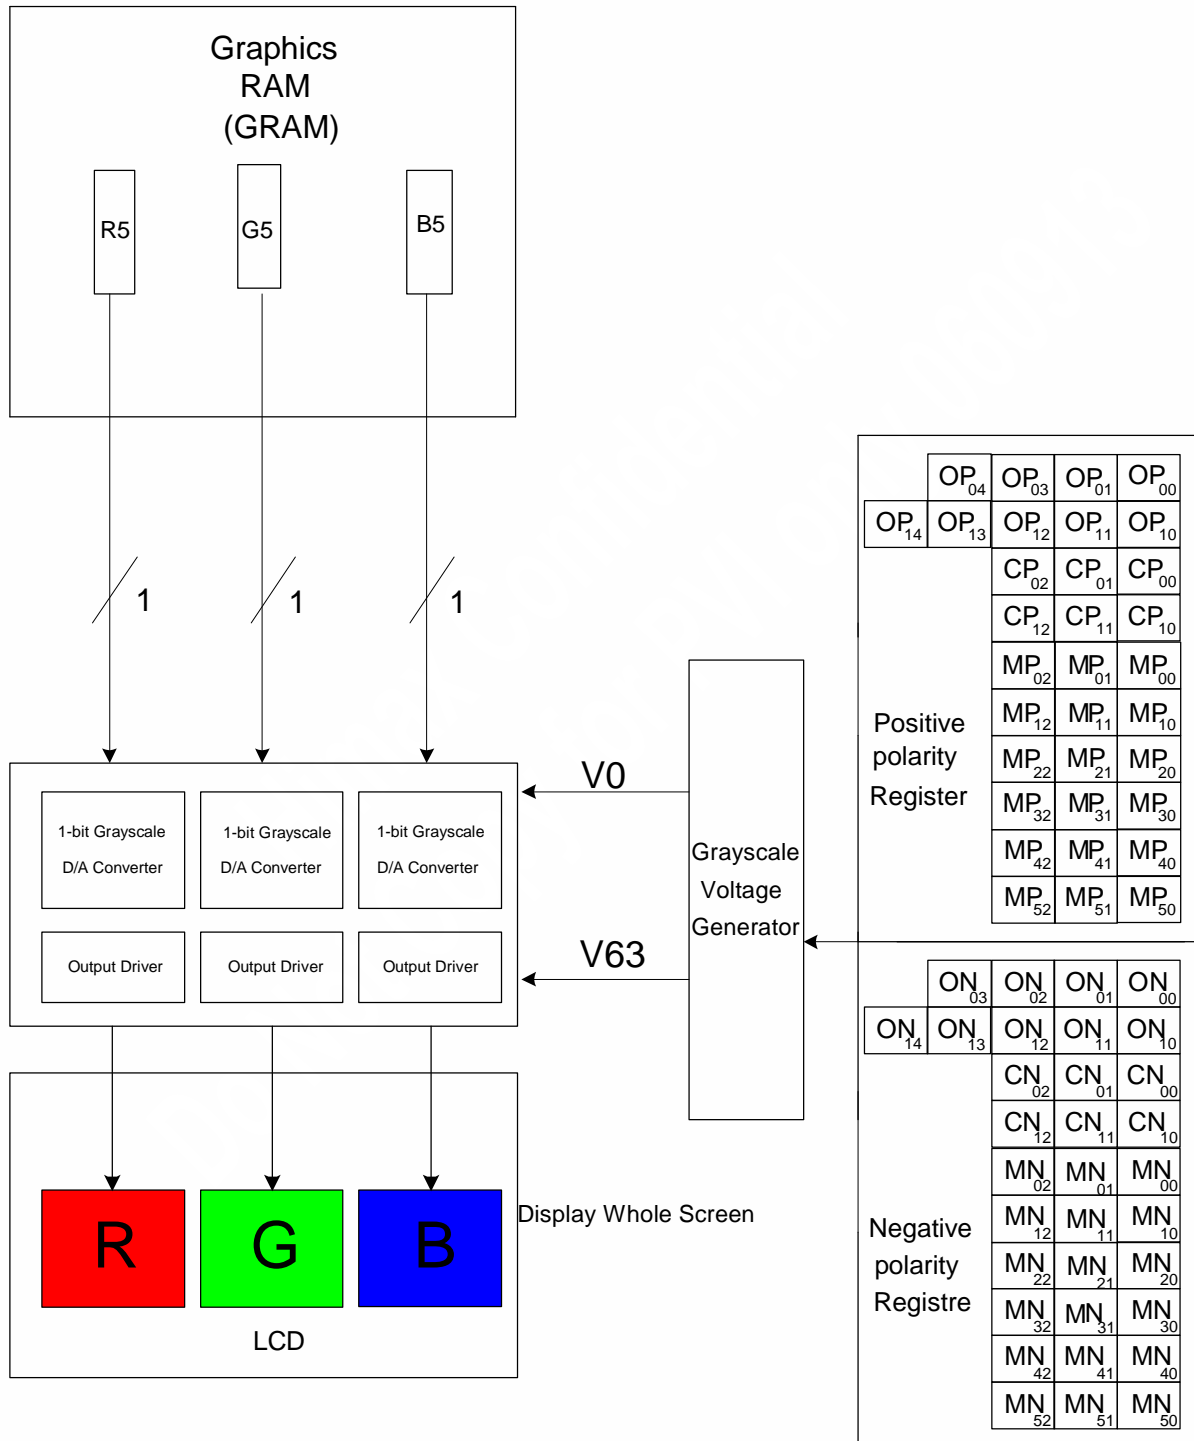 Graphics
RAM
(GRAM)
R5
G5
B5
1
1
1
1-bit Grayscale
D/A Converter
1-bit Grayscale
D/A Converter
1-bit Grayscale
D/A Converter
Output Driver
Output Driver
Output Driver
V0
V63
Grayscale
Voltage
Generator
R
G
B
Display Whole Screen
LCD
OP04 OP03 OP01 OP00
OP14 OP13 OP12 OP11 OP10
CP02 CP01 CP00
CP12 CP11 CP10
MP02 MP01 MP00
MP12 MP11 MP10
MP22 MP21 MP20
MP32 MP31 MP30
MP42 MP41 MP40
MP52 MP51 MP50
Positive
polarity
Register
ON03 ON02 ON01 ON00
ON14 ON13 ON12 ON11 ON10
CN02 CN01 CN00
CN12 CN11 CN10
MN02 MN01 MN00
MN12 MN11 MN10
MN22 MN21 MN20
MN32 MN31 MN30
MN42 MN41 MN40
MN52 MN51 MN50
Negative
polarity
Registre